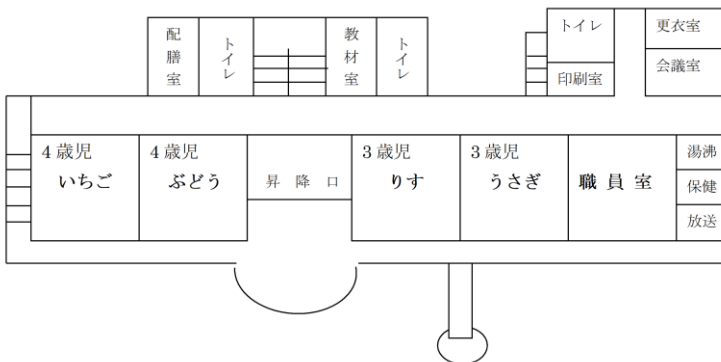 配膳室
トイレ
教材室
トイレ
トイレ
更衣室
印刷室
会議室
4歳児
いちご
4歳児
ぶどう
昇降口
3歳児
りす
3歳児
うさぎ
職員室
湯沸
保健
放送